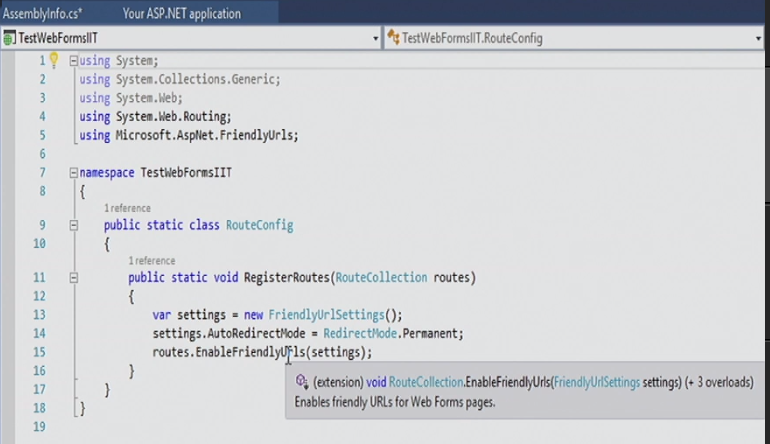 AssemblyInfo.cs* Your ASP.NET application
TestWebFormsIIT TestWebFormsIIT.RouteConfig
1 using System;
2 using System.Collections.Generic;
3 using System.Web;
4 using System.Web.Routing;
5 using Microsoft.AspNet.FriendlyUrls;
6
7 namespace TestWebFormsIIT
8 {
1 reference
9 public static class RouteConfig
10 {
1 reference
11 public static void RegisterRoutes(RouteCollection routes)
12 {
13 var settings = new FriendlyUrlSettings();
14 settings.AutoRedirectMode = RedirectMode.Permanent;
15 routes.EnableFriendlyUrls(settings);
16 }
17 }
18 }
19
(extension) void RouteCollection.EnableFriendlyUrls(FriendlyUrlSettings settings) (+ 3 overloads)
Enables friendly URLs for Web Forms pages.